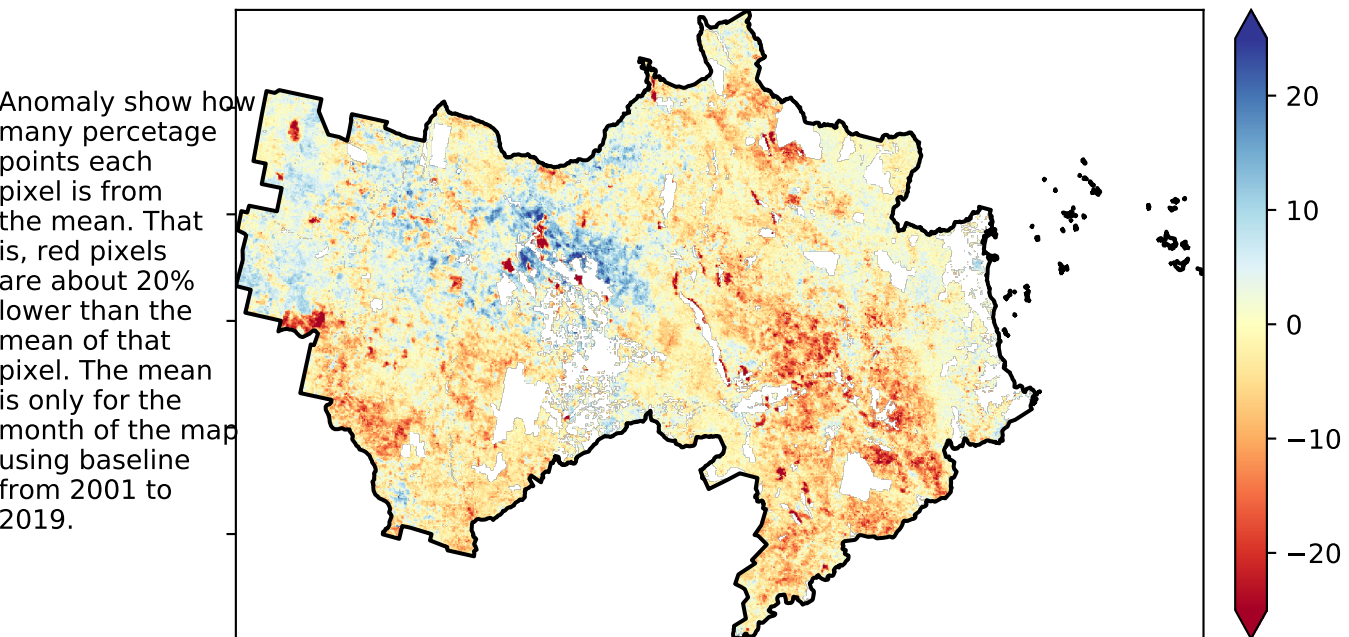 Anomaly show how
many percetage
points each
pixel is from
the mean. That
is, red pixels
are about 20%
lower than the
mean of that
pixel. The mean
is only for the
month of the map
using baseline
from 2001 to
2019.
20
10
0
−10
−20